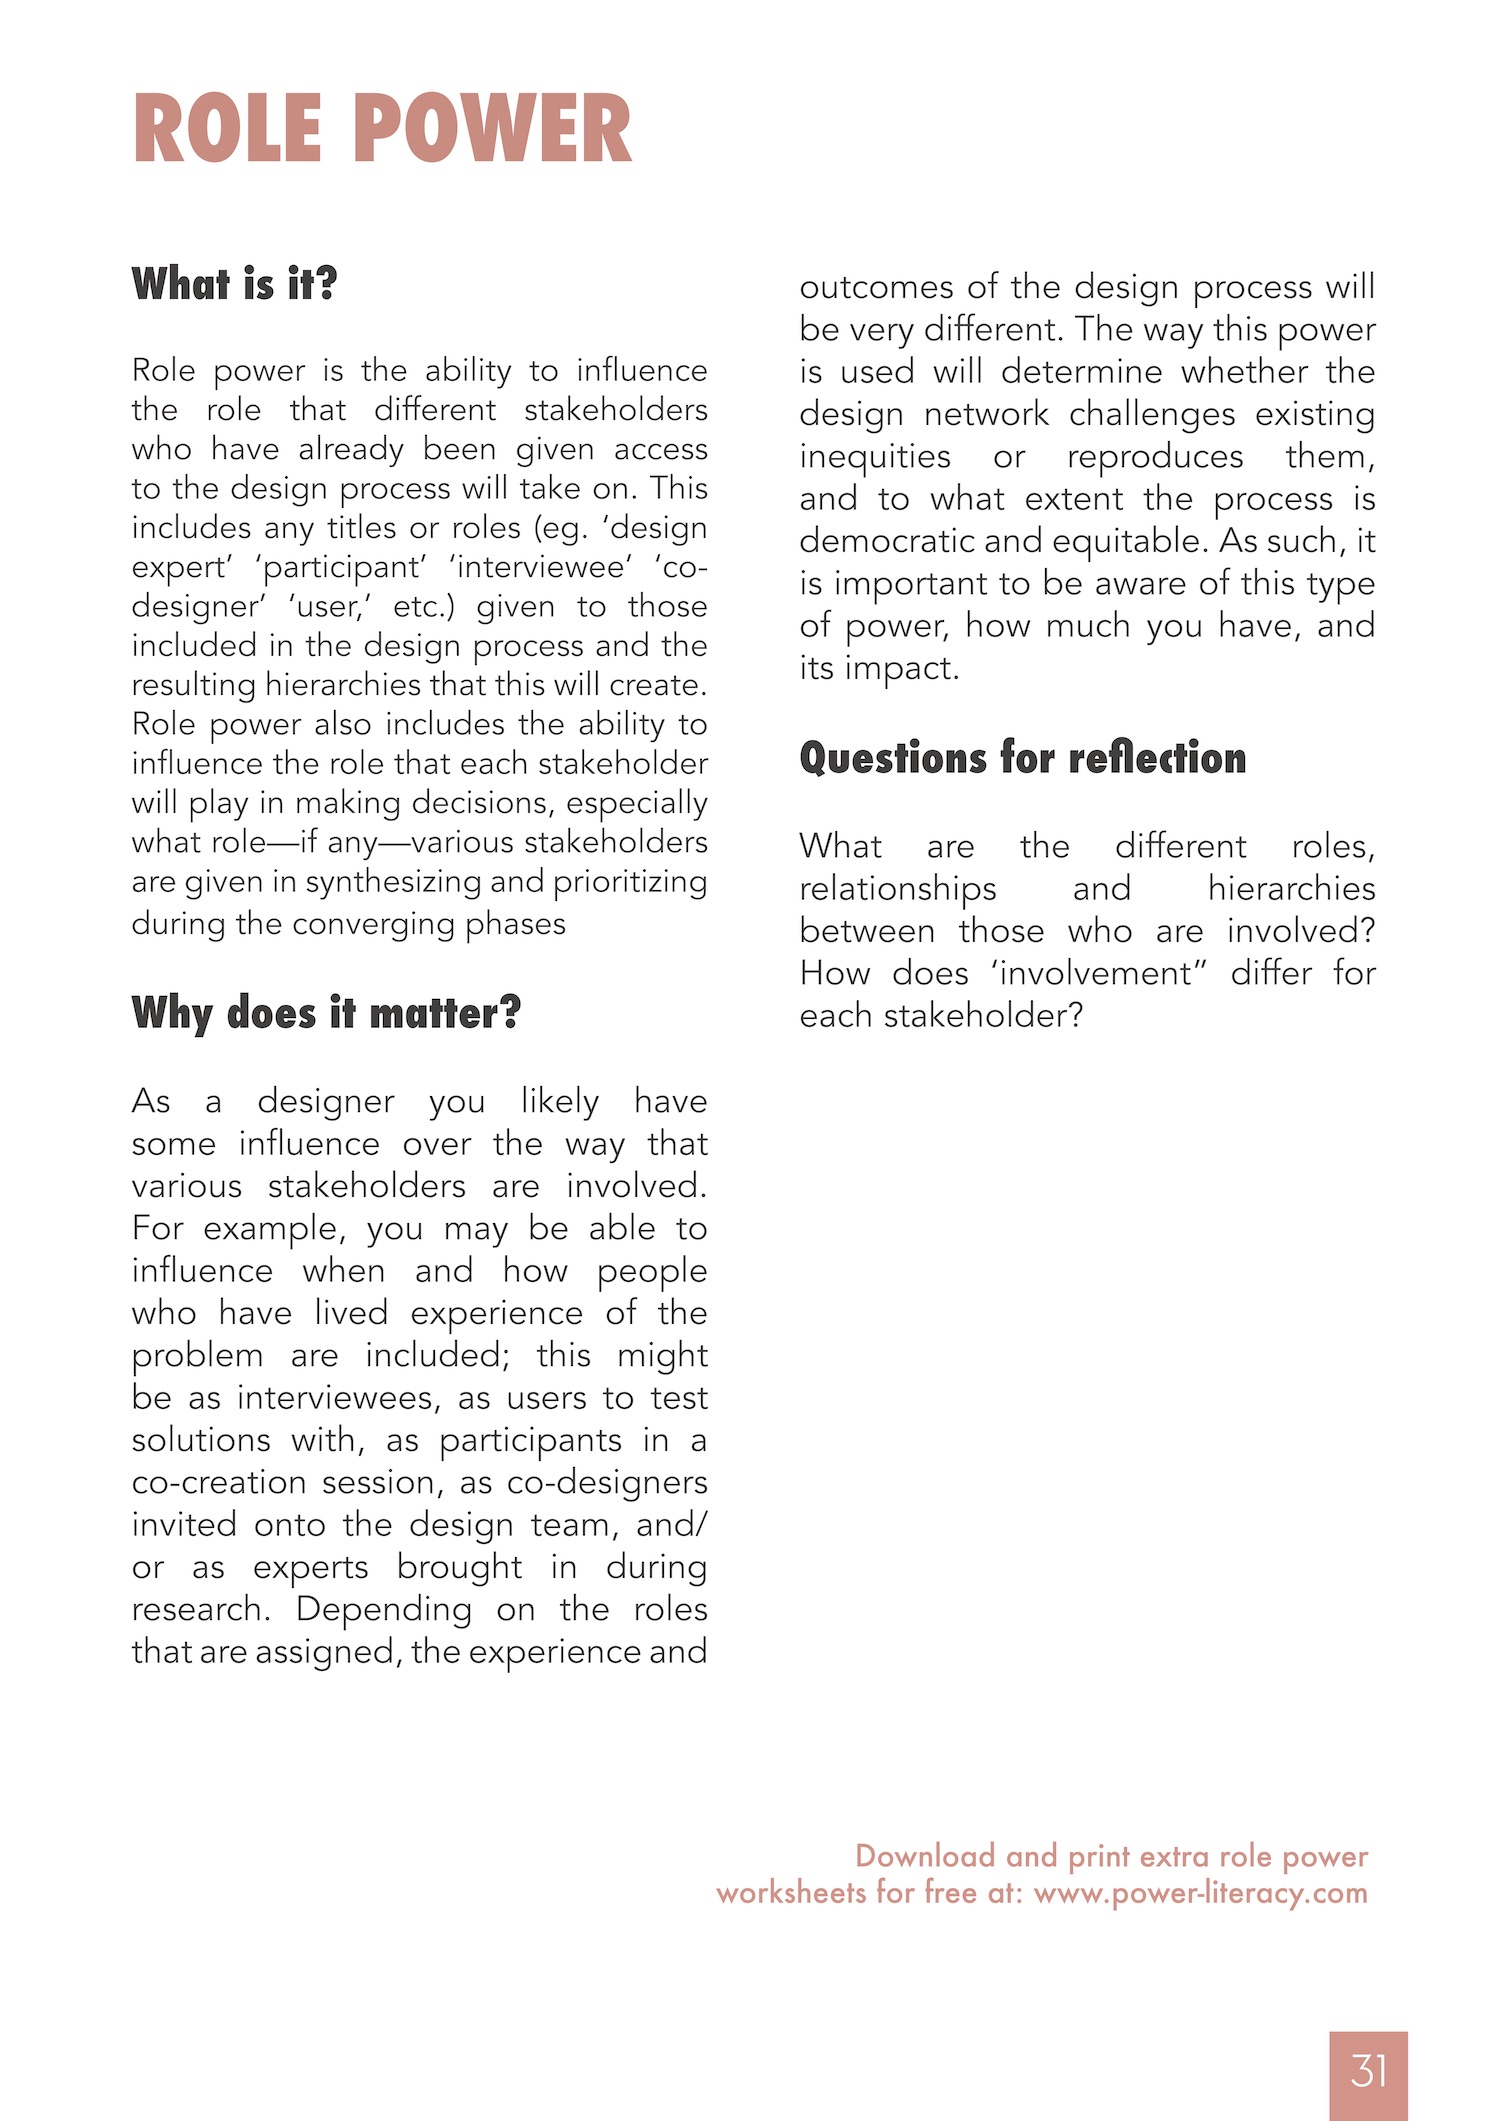 ROLE POWER
What is it?
Role power is the ability to influence
the role that different stakeholders
who have already been given access
to the design process will take on. This
includes any titles or roles (eg. ‘design
expert’ ‘participant’ ‘interviewee’ ‘co-
designer’ ‘user,’ etc.) given to those
included in the design process and the
resulting hierarchies that this will create.
Role power also includes the ability to
influence the role that each stakeholder
will play in making decisions, especially
what role—if any—various stakeholders
are given in synthesizing and prioritizing
during the converging phases
Why does it matter?
As a designer you likely have
some influence over the way that
various stakeholders are involved.
For example, you may be able to
influence when and how people
who have lived experience of the
problem are included; this might
be as interviewees, as users to test
solutions with, as participants in a
co-creation session, as co-designers
invited onto the design team, and/
or as experts brought in during
research. Depending on the roles
that are assigned, the experience and
outcomes of the design process will
be very different. The way this power
is used will determine whether the
design network challenges existing
inequities or reproduces them,
and to what extent the process is
democratic and equitable. As such, it
is important to be aware of this type
of power, how much you have, and
its impact.
Questions for reflection
What are the different roles,
relationships and hierarchies
between those who are involved?
How does ‘involvement” differ for
each stakeholder?
Download and print extra role power
worksheets for free at: www.power-literacy.com
31